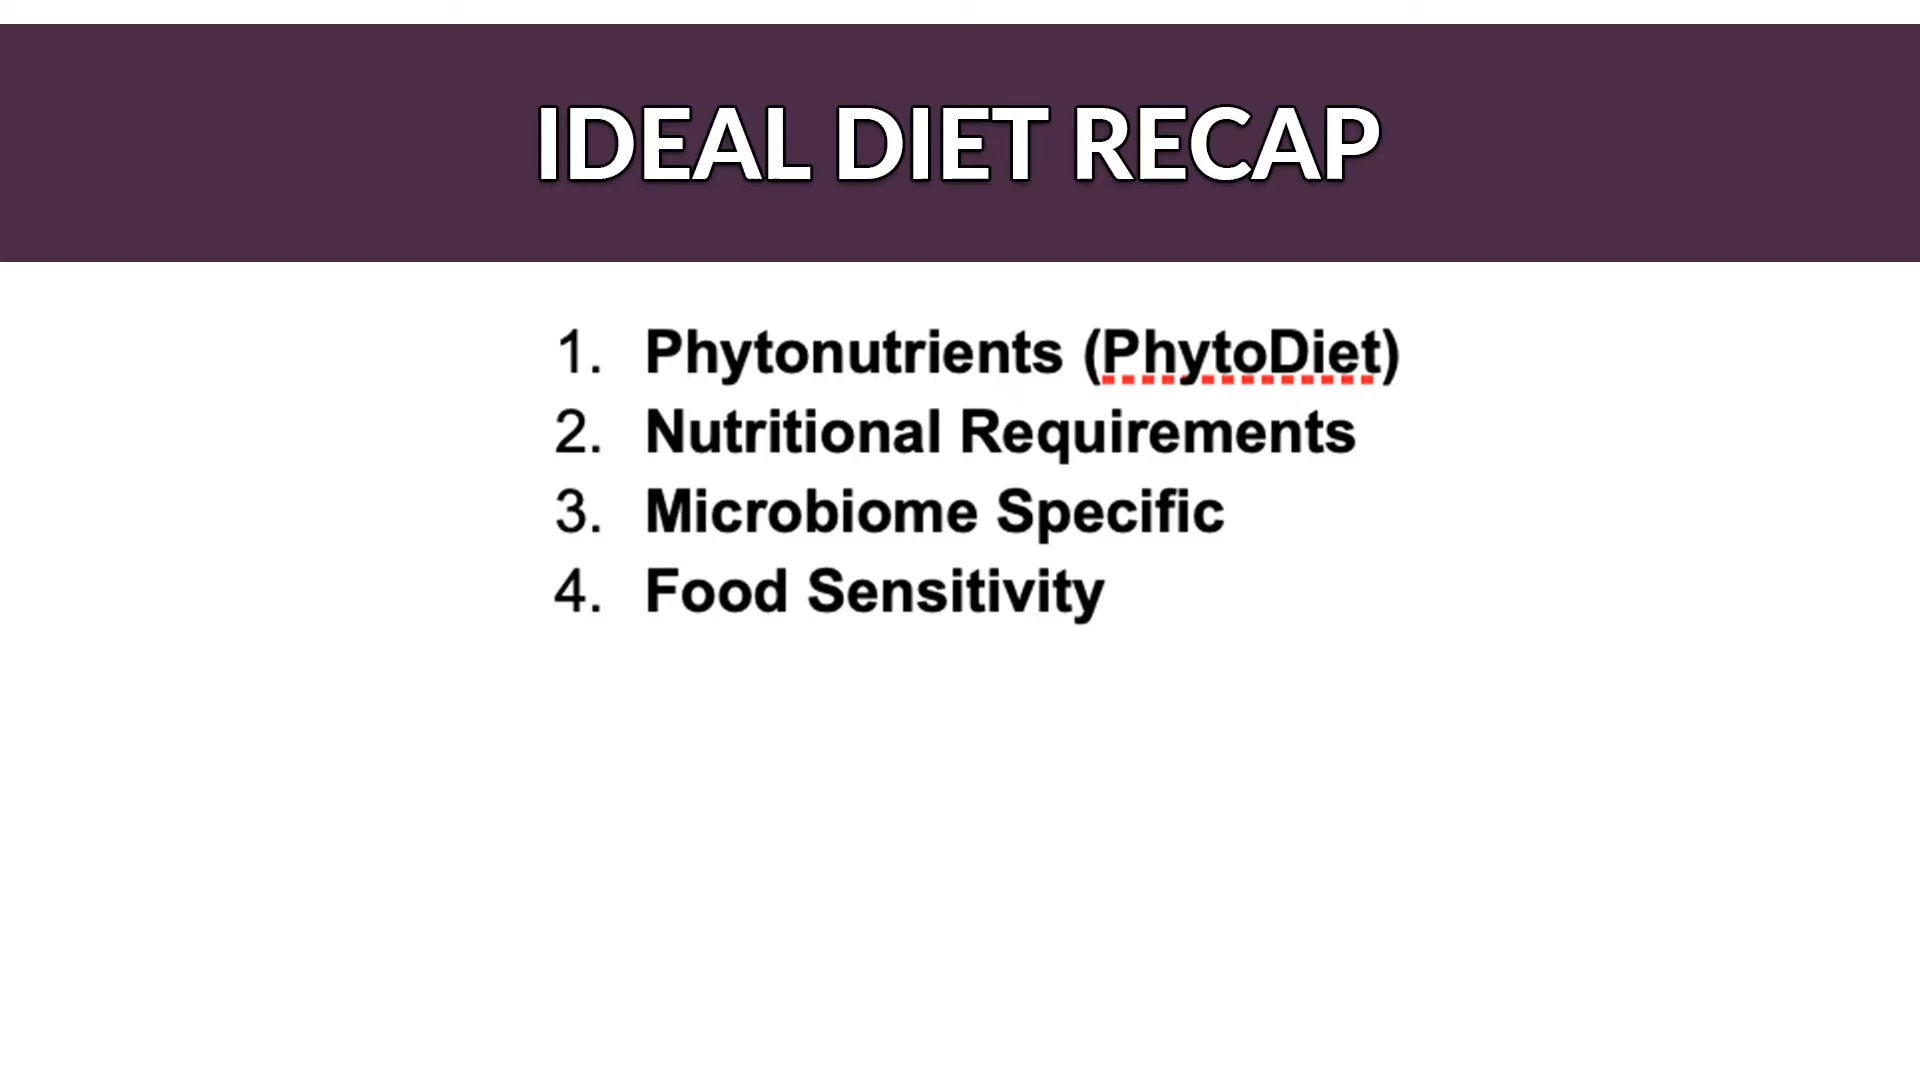 IDEAL DIET RECAP
1. Phytonutrients (PhytoDiet)
2. Nutritional Requirements
3. Microbiome Specific
4. Food Sensitivity